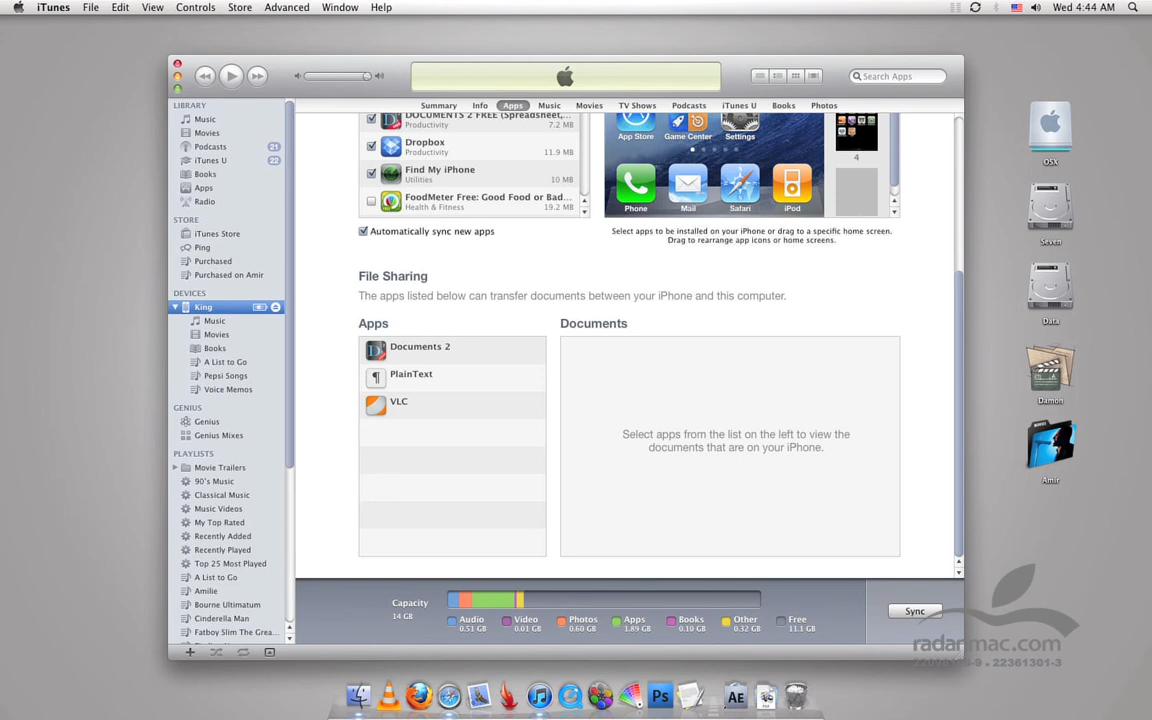 iTunes File Edit View Controls Store Advanced Window Help Wed 4:44 AM
Search Apps
Summary Info Apps Music Movies TV Shows Podcasts iTunes U Books Photos
LIBRARY
Music
Movies
Podcasts 21
iTunes U 22
Books
Apps
Radio
STORE
iTunes Store
Ping
Purchased
Purchased on Amir
DEVICES
King
Music
Movies
Books
A List to Go
Pepsi Songs
Voice Memos
GENIUS
Genius
Genius Mixes
PLAYLISTS
Movie Trailers
90's Music
Classical Music
Music Videos
My Top Rated
Recently Added
Recently Played
Top 25 Most Played
A List to Go
Amilie
Bourne Ultimatum
Cinderella Man
Fatboy Slim The Grea...
DOCUMENTS 2 FREE (Spreadsheet,...
Productivity 7.2 MB
Dropbox
Productivity 11.9 MB
Find My iPhone
Utilities 10 MB
FoodMeter Free: Good Food or Bad...
Health & Fitness 19.2 MB
App Store Game Center Settings
Phone Mail Safari iPod
4
Automatically sync new apps
Select apps to be installed on your iPhone or drag to a specific home screen.
Drag to rearrange app icons or home screens.
File Sharing
The apps listed below can transfer documents between your iPhone and this computer.
Apps
Documents 2
PlainText
VLC
Documents
Select apps from the list on the left to view the
documents that are on your iPhone.
Capacity
14 GB
Audio Video Photos Apps Books Other Free
0.51 GB 0.01 GB 0.60 GB 1.89 GB 0.10 GB 0.32 GB 11.1 GB
Sync
OSX
Seven
Data
Damon
Amir
radarmac.com
Ps
AE